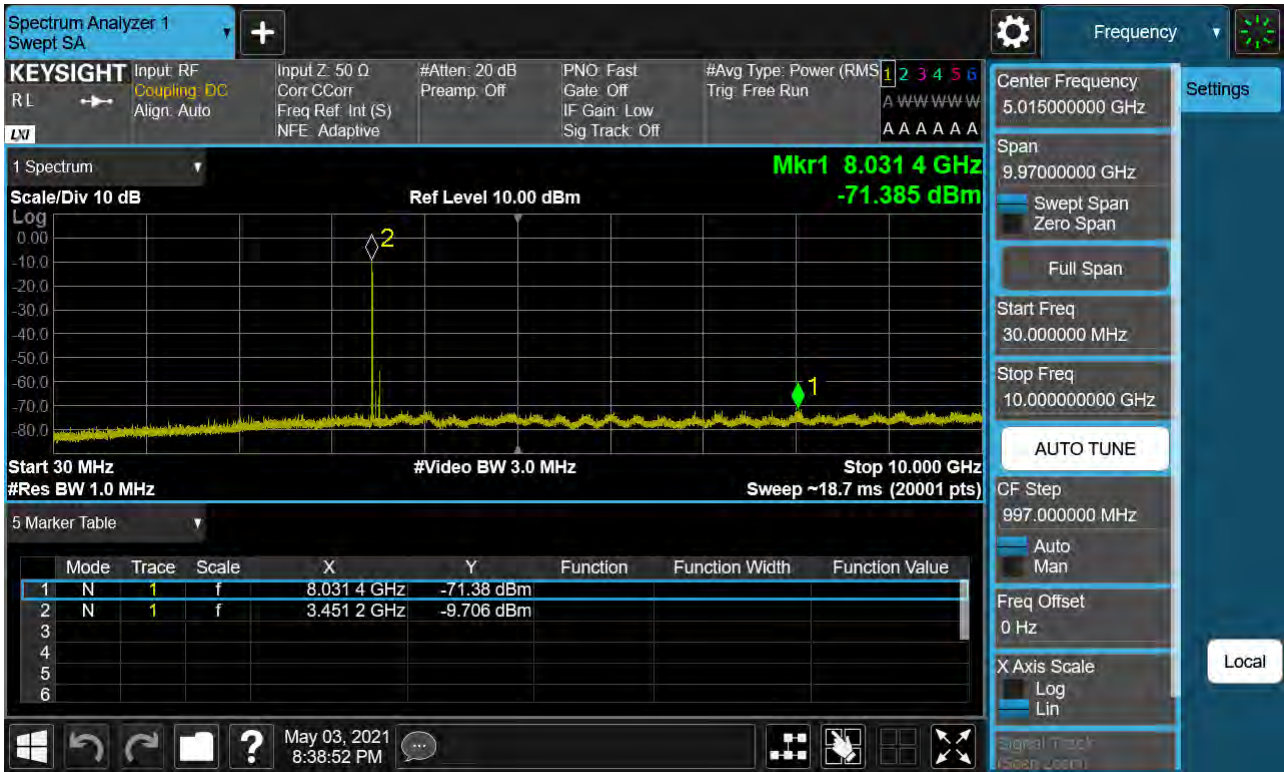 Spectrum Analyzer 1
Swept SA
Frequency
KEYSIGHT
RL
LXI
Input: RF
Coupling: DC
Align: Auto
Input Z: 50 Ω
Corr CCorr
Freq Ref: Int (S)
NFE: Adaptive
#Atten: 20 dB
Preamp: Off
PNO: Fast
Gate: Off
IF Gain: Low
Sig Track: Off
#Avg Type: Power (RMS
Trig: Free Run
1 2 3 4 5 6
A W W W W W
A A A A A A
1 Spectrum
Mkr1 8.031 4 GHz
-71.385 dBm
Scale/Div 10 dB
Ref Level 10.00 dBm
Log
0.00
-10.0
-20.0
-30.0
-40.0
-50.0
-60.0
-70.0
-80.0
2
1
Start 30 MHz
#Video BW 3.0 MHz
Stop 10.000 GHz
#Res BW 1.0 MHz
Sweep ~18.7 ms (20001 pts)
5 Marker Table
Mode Trace Scale X Y Function Function Width Function Value
1 N 1 f 8.031 4 GHz -71.38 dBm
2 N 1 f 3.451 2 GHz -9.706 dBm
3
4
5
6
May 03, 2021
8:38:52 PM
Center Frequency
5.015000000 GHz
Settings
Span
9.97000000 GHz
Swept Span
Zero Span
Full Span
Start Freq
30.000000 MHz
Stop Freq
10.000000000 GHz
AUTO TUNE
CF Step
997.000000 MHz
Auto
Man
Freq Offset
0 Hz
X Axis Scale
Log
Lin
Local
Signal Track
(Span Zoom)